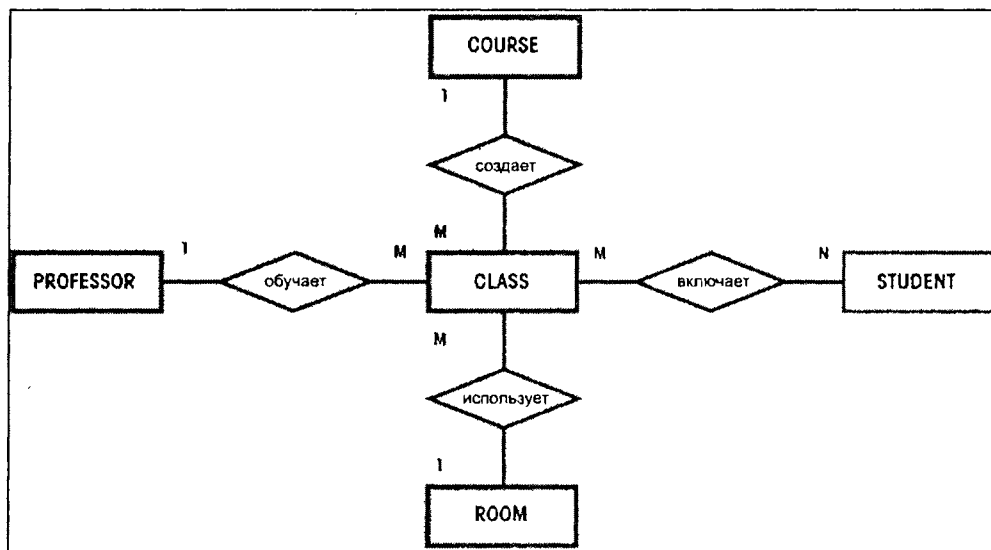 COURSE
1
создает
M
PROFESSOR
1
обучает
M
CLASS
M
включает
N
STUDENT
M
использует
1
ROOM